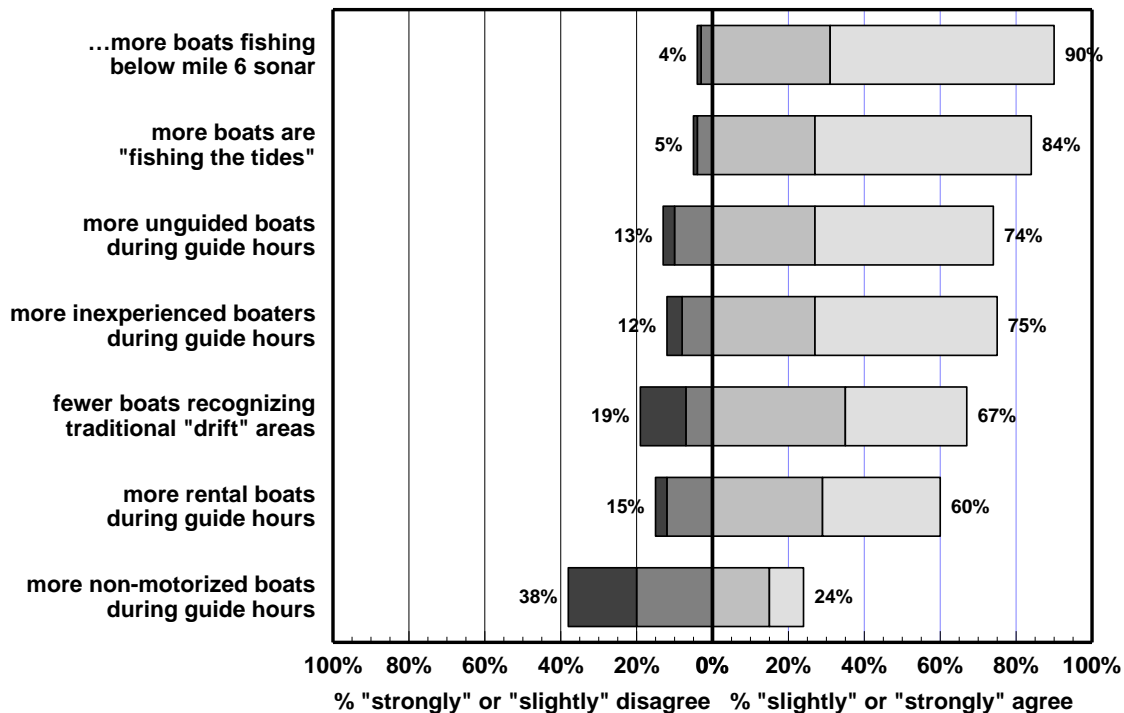 …more boats fishing
below mile 6 sonar
4%
90%
more boats are
"fishing the tides"
5%
84%
more unguided boats
during guide hours
13%
74%
more inexperienced boaters
during guide hours
12%
75%
fewer boats recognizing
traditional "drift" areas
19%
67%
more rental boats
during guide hours
15%
60%
more non-motorized boats
during guide hours
38%
24%
100% 80% 60% 40% 20% 0% 20% 40% 60% 80% 100%
% "strongly" or "slightly" disagree % "slightly" or "strongly" agree